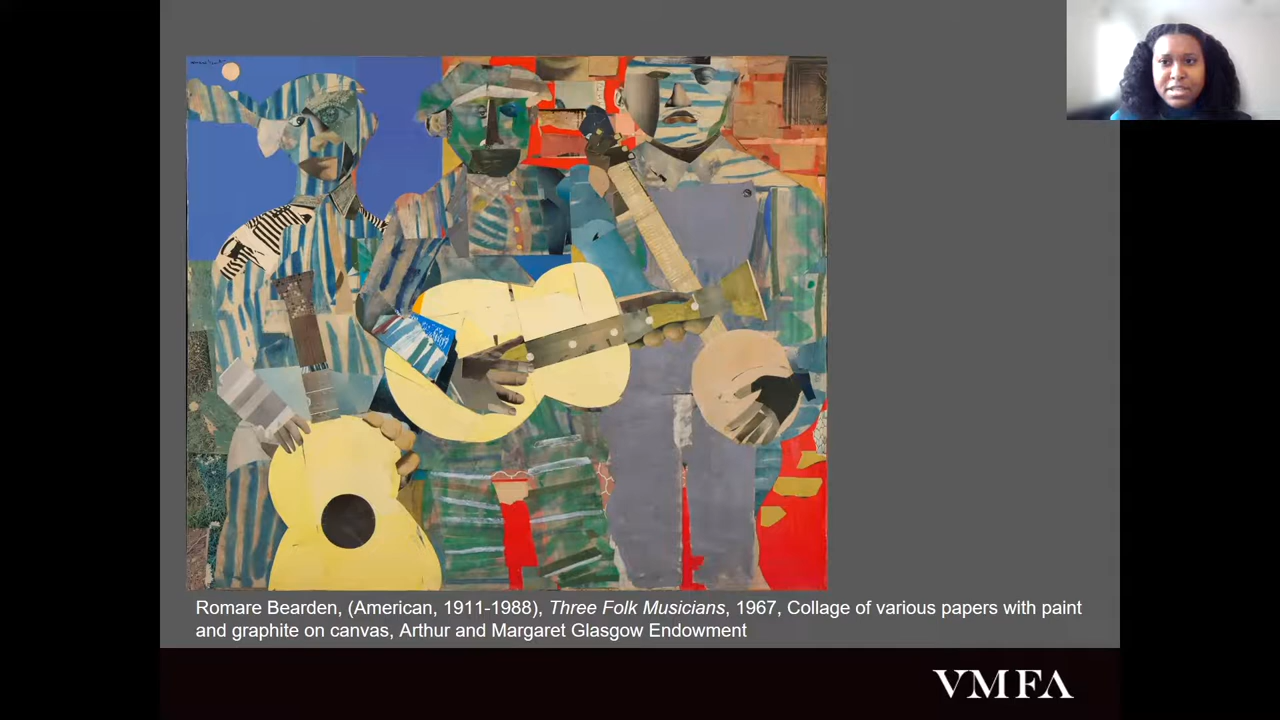 Romare Bearden, (American, 1911-1988), Three Folk Musicians, 1967, Collage of various papers with paint
and graphite on canvas, Arthur and Margaret Glasgow Endowment
VMFA